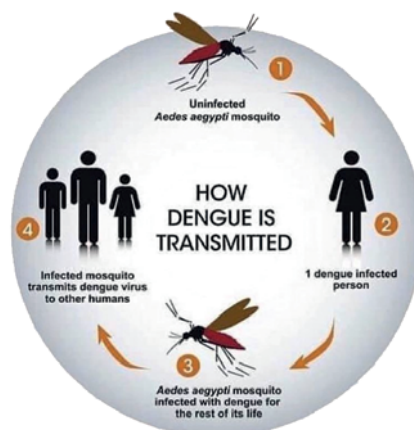 1
Uninfected
Aedes aegypti mosquito
HOW
DENGUE IS
TRANSMITTED
2
1 dengue infected
person
3
Aedes aegypti mosquito
infected with dengue for
the rest of its life
4
Infected mosquito
transmits dengue virus
to other humans